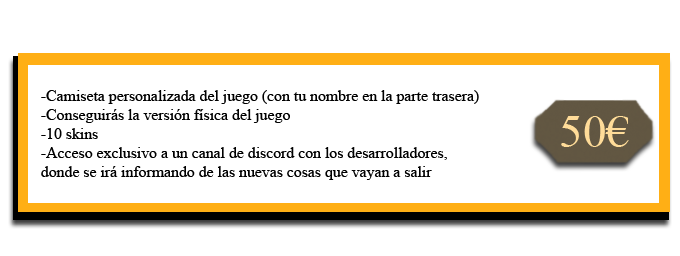 -Camiseta personalizada del juego (con tu nombre en la parte trasera)
-Conseguirás la versión física del juego
-10 skins
-Acceso exclusivo a un canal de discord con los desarrolladores,
donde se irá informando de las nuevas cosas que vayan a salir
50€